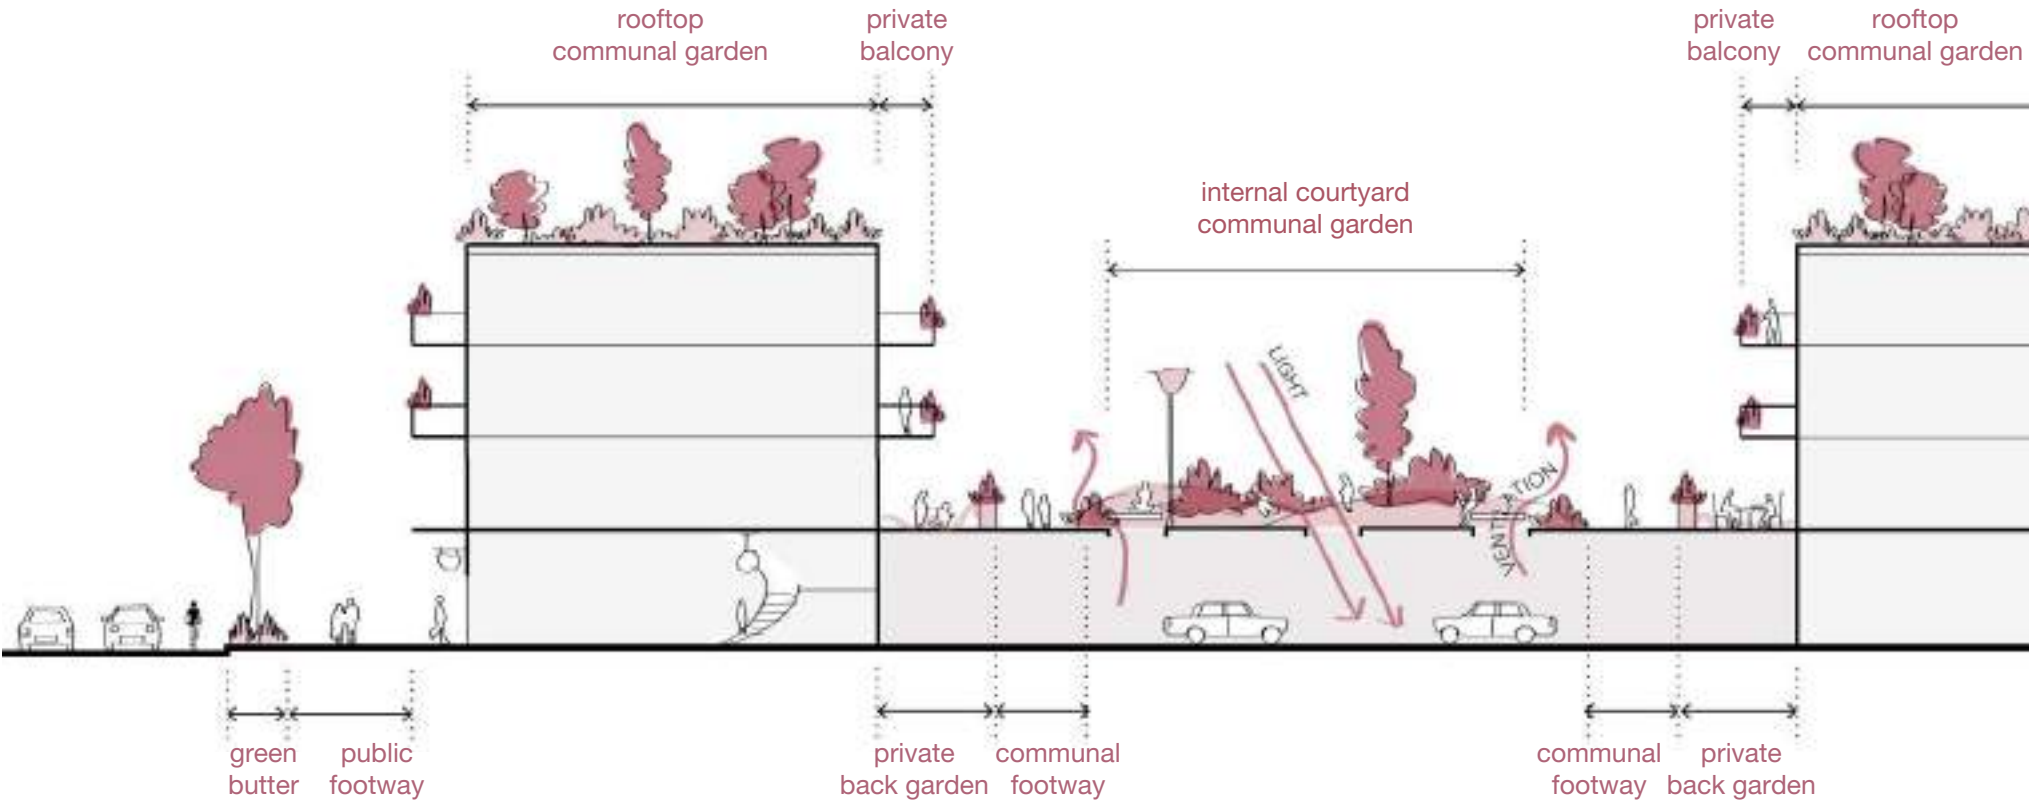 rooftop
communal garden
private
balcony
private
balcony
rooftop
communal garden
internal courtyard
communal garden
LIGHT
VENTILATION
green
butter
public
footway
private
back garden
communal
footway
communal
footway
private
back garden